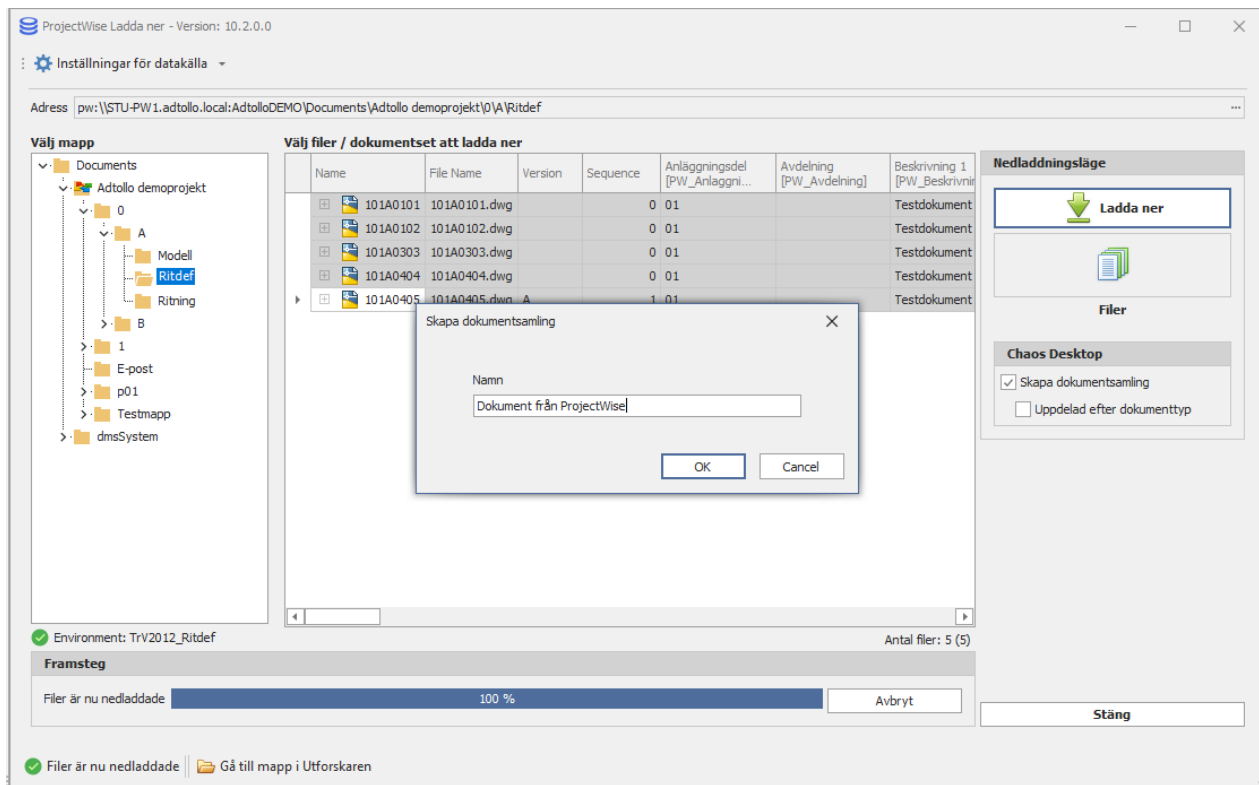 ProjectWise Ladda ner - Version: 10.2.0.0
Inställningar för datakälla
Adress pw:\\STU-PW1.adtollo.local:AdtolloDEMO\Documents\Adtollo demoprojekt\0\A\Ritdef ...
Välj mapp
Documents
Adtollo demoprojekt
0
A
Modell
Ritdef
Ritning
B
1
E-post
p01
Testmapp
dmsSystem
Environment: TrV2012_Ritdef
Välj filer / dokumentset att ladda ner
Name File Name Version Sequence Anläggningsdel [PW_Anlaggni... Avdelning [PW_Avdelning] Beskrivning 1 [PW_Beskrivnin
101A0101 101A0101.dwg 0 01 Testdokument
101A0102 101A0102.dwg 0 01 Testdokument
101A0303 101A0303.dwg 0 01 Testdokument
101A0404 101A0404.dwg 0 01 Testdokument
101A0405 101A0405.dwg A 1 01 Testdokument
Skapa dokumentsamling
Namn
Dokument från ProjectWise
OK Cancel
Antal filer: 5 (5)
Nedladdningsläge
Ladda ner
Filer
Chaos Desktop
Skapa dokumentsamling
Uppdelad efter dokumenttyp
Framsteg
Filer är nu nedladdade 100 % Avbryt
Stäng
Filer är nu nedladdade Gå till mapp i Utforskaren